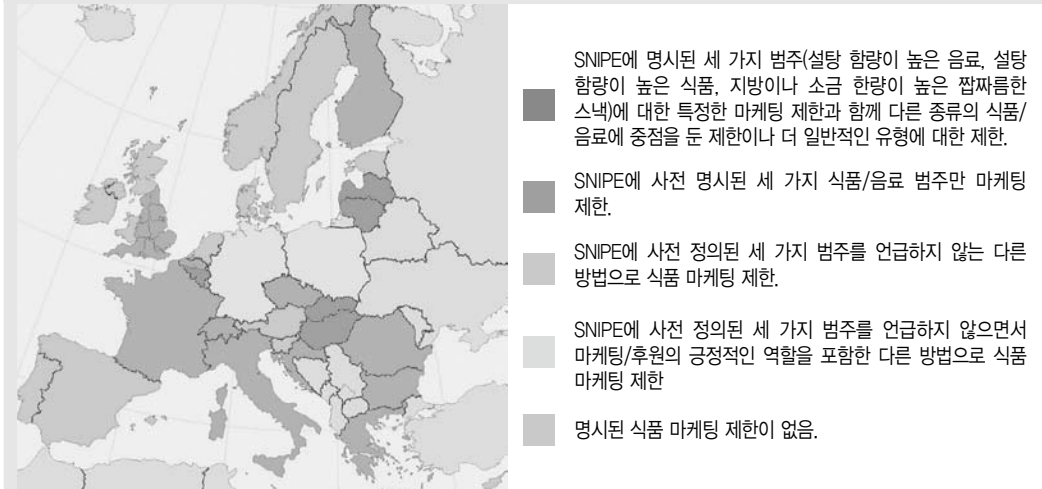 SNIPE에 명시된 세 가지 범주(설탕 함량이 높은 음료, 설탕
함량이 높은 식품, 지방이나 소금 한량이 높은 짭짜름한
스낵)에 대한 특정한 마케팅 제한과 함께 다른 종류의 식품/
음료에 중점을 둔 제한이나 더 일반적인 유형에 대한 제한.
SNIPE에 사전 명시된 세 가지 식품/음료 범주만 마케팅
제한.
SNIPE에 사전 정의된 세 가지 범주를 언급하지 않는 다른
방법으로 식품 마케팅 제한.
SNIPE에 사전 정의된 세 가지 범주를 언급하지 않으면서
마케팅/후원의 긍정적인 역할을 포함한 다른 방법으로 식품
마케팅 제한
명시된 식품 마케팅 제한이 없음.